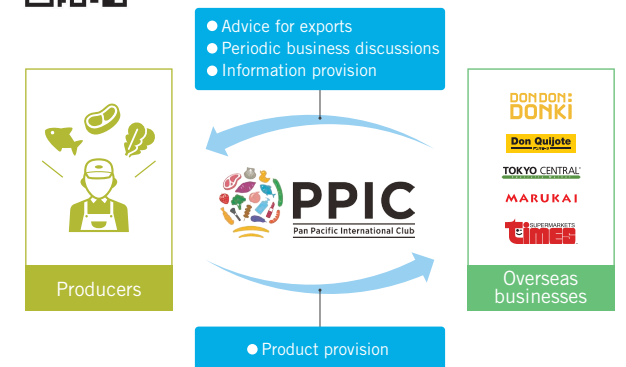 Advice for exports
Periodic business discussions
Information provision
DON DON:
DONKI
Don Quijote
TOKYO CENTRAL
MARUKAI
SUPERMARKETS
TIMES
PPIC
Pan Pacific International Club
Producers
Overseas
businesses
Product provision